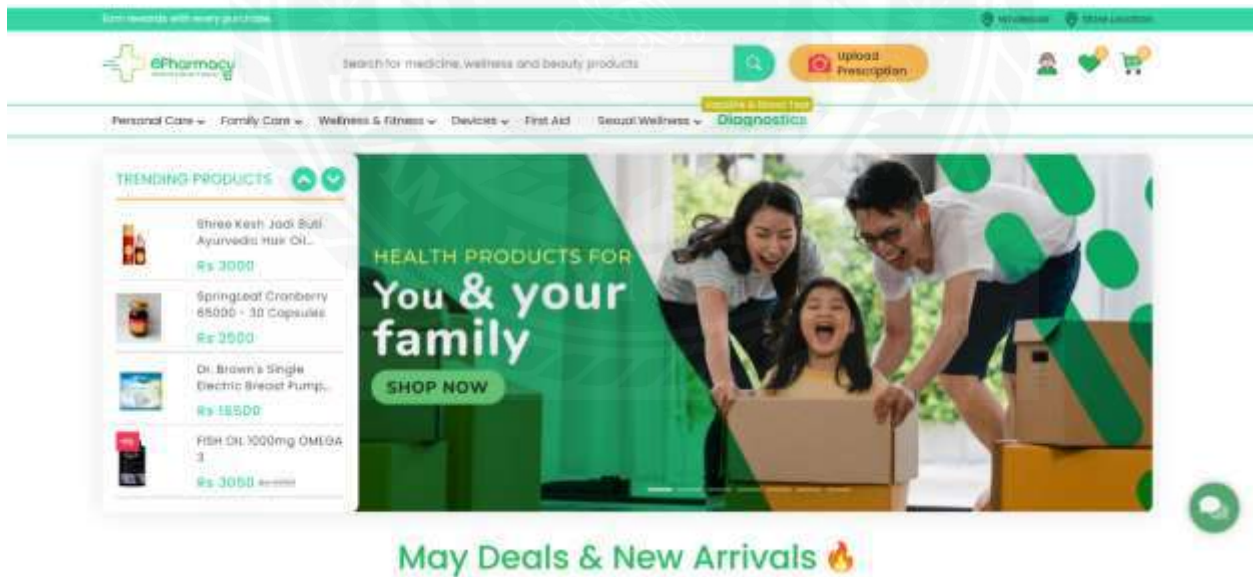 Earn rewards with every purchase
Wholesale
Store Location
ePharmacy
Search for medicine, wellness and beauty products
Upload
Prescription
Personal Care
Family Care
Wellness & Fitness
Devices
First Aid
Sexual Wellness
Diagnostics
TRENDING PRODUCTS
Shree Kesh Jadi Buti
Ayurvedic Hair Oil...
Rs 3000
SpringLeaf Cranberry
65000 - 30 Capsules
Rs 2500
Dr. Brown's Single
Electric Breast Pump,...
Rs 16500
FISH OIL 1000mg OMEGA
3
Rs 3050
HEALTH PRODUCTS FOR
You & your
family
SHOP NOW
May Deals & New Arrivals